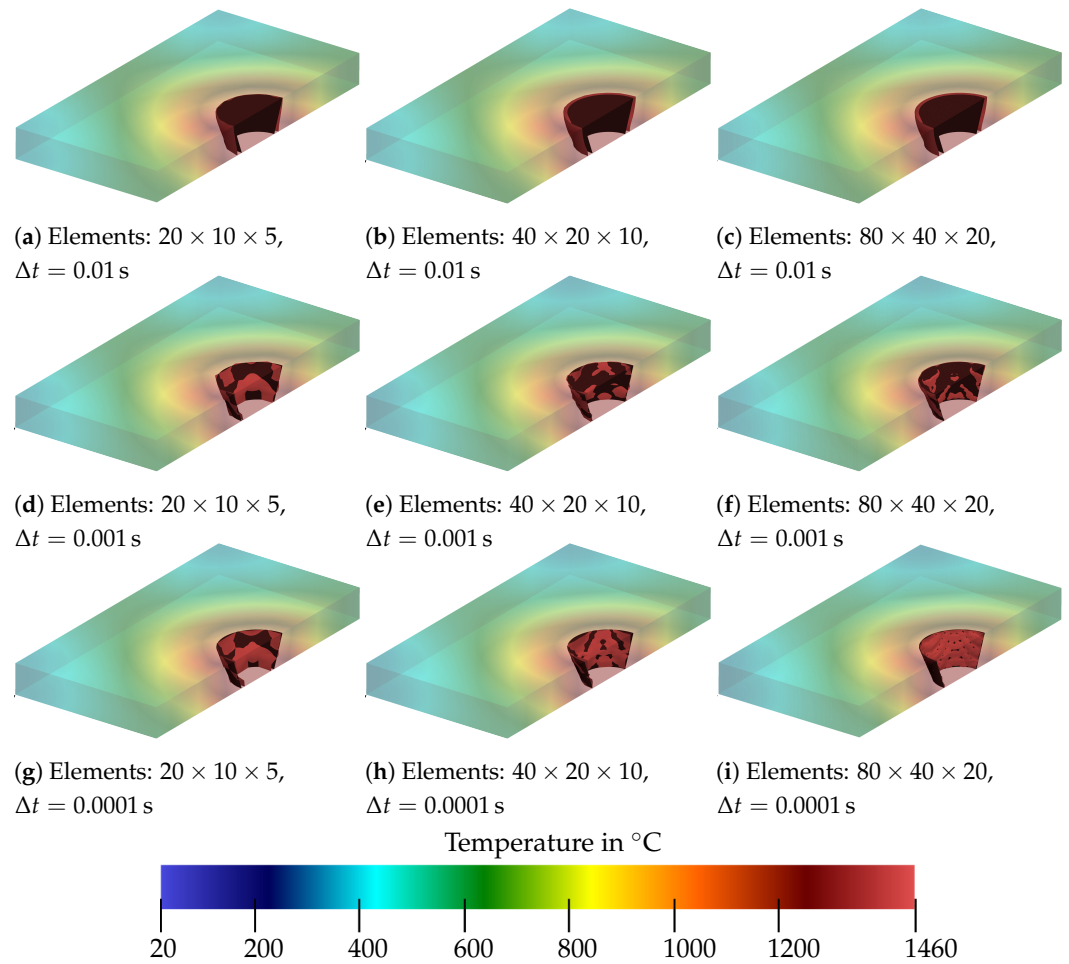 (a) Elements: 20 × 10 × 5,
Δt = 0.01 s
(b) Elements: 40 × 20 × 10,
Δt = 0.01 s
(c) Elements: 80 × 40 × 20,
Δt = 0.01 s
(d) Elements: 20 × 10 × 5,
Δt = 0.001 s
(e) Elements: 40 × 20 × 10,
Δt = 0.001 s
(f) Elements: 80 × 40 × 20,
Δt = 0.001 s
(g) Elements: 20 × 10 × 5,
Δt = 0.0001 s
(h) Elements: 40 × 20 × 10,
Δt = 0.0001 s
(i) Elements: 80 × 40 × 20,
Δt = 0.0001 s
Temperature in °C
20 200 400 600 800 1000 1200 1460